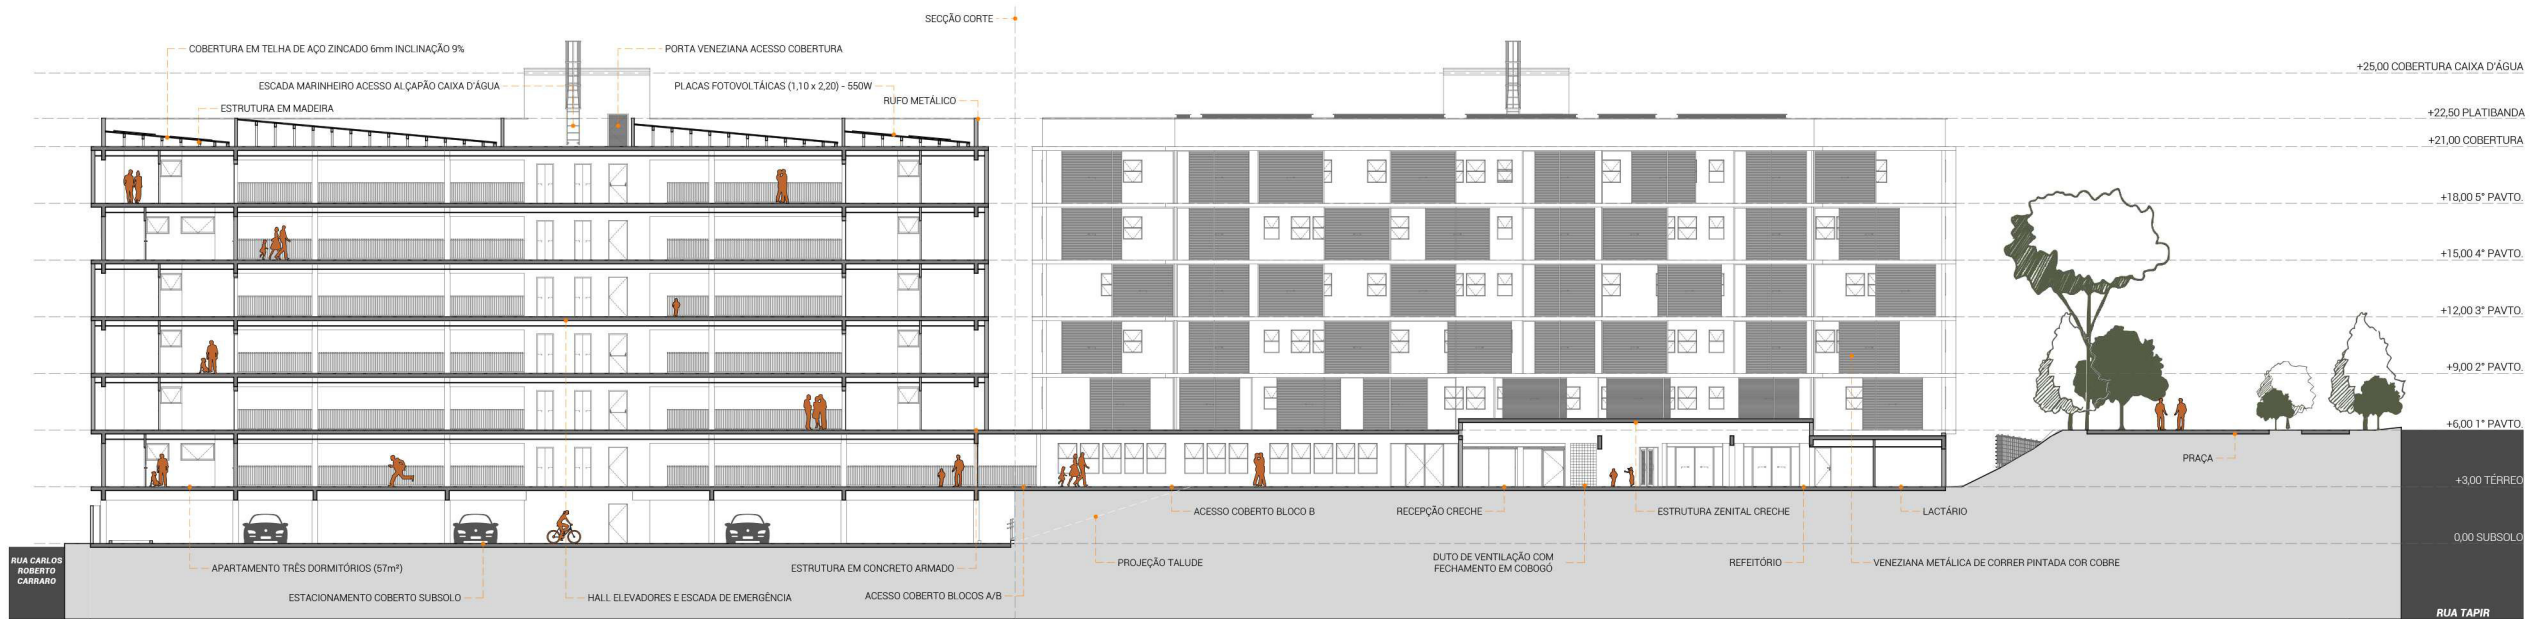 SECÇÃO CORTE
COBERTURA EM TELHA DE AÇO ZINCADO 6mm INCLINAÇÃO 9%
PORTA VENEZIANA ACESSO COBERTURA
+25,00 COBERTURA CAIXA D'ÁGUA
ESCADA MARINHEIRO ACESSO ALÇAPÃO CAIXA D'ÁGUA
PLACAS FOTOVOLTÁICAS (1,10 x 2,20) - 550W
RUFO METÁLICO
ESTRUTURA EM MADEIRA
+22,50 PLATIBANDA
+21,00 COBERTURA
+18,00 5° PAVTO.
+15,00 4° PAVTO.
+12,00 3° PAVTO.
+9,00 2° PAVTO.
+6,00 1° PAVTO.
PRAÇA
+3,00 TÉRREO
ACESSO COBERTO BLOCO B
RECEPÇÃO CRECHE
ESTRUTURA ZENITAL CRECHE
LACTÁRIO
0,00 SUBSOLO
RUA CARLOS
ROBERTO
CARRARO
APARTAMENTO TRÊS DORMITÓRIOS (57m²)
ESTRUTURA EM CONCRETO ARMADO
PROJEÇÃO TALUDE
DUTO DE VENTILAÇÃO COM
FECHAMENTO EM COBOGÓ
REFEITÓRIO
VENEZIANA METÁLICA DE CORRER PINTADA COR COBRE
ESTACIONAMENTO COBERTO SUBSOLO
HALL ELEVADORES E ESCADA DE EMERGÊNCIA
ACESSO COBERTO BLOCOS A/B
RUA TAPIR